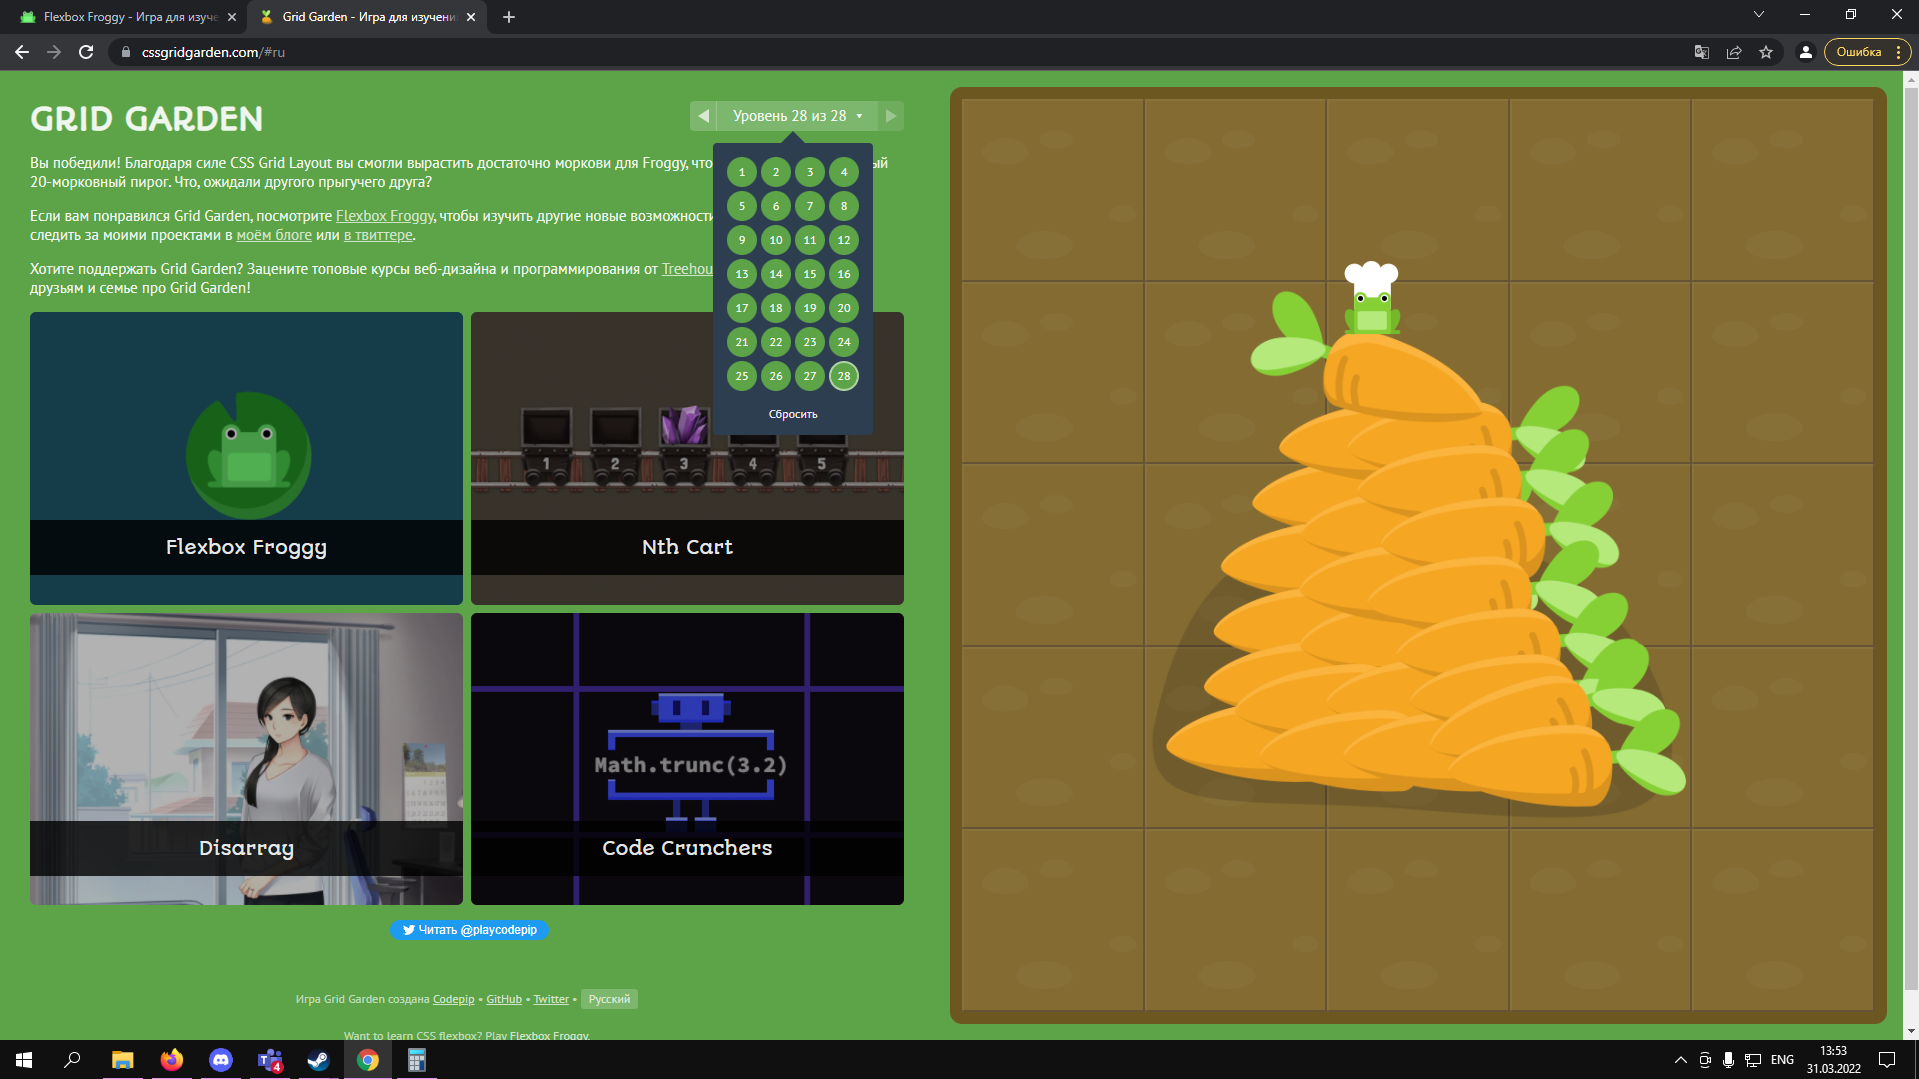 Flexbox Froggy - Игра для изуче
Grid Garden - Игра для изучени
cssgridgarden.com/#ru
Ошибка
GRID GARDEN
Уровень 28 из 28
Вы победили! Благодаря силе CSS Grid Layout вы смогли вырастить достаточно моркови для Froggy, что ый
20-морковный пирог. Что, ожидали другого прыгучего друга?
Если вам понравился Grid Garden, посмотрите Flexbox Froggy, чтобы изучить другие новые возможности
следить за моими проектами в моём блоге или в твиттере.
Хотите поддержать Grid Garden? Зацените топовые курсы веб-дизайна и программирования от Treehou
друзьям и семье про Grid Garden!
1 2 3 4
5 6 7 8
9 10 11 12
13 14 15 16
17 18 19 20
21 22 23 24
25 26 27 28
Сбросить
1 2 3 4 5
Flexbox Froggy
Nth Cart
Math.trunc(3.2)
Disarray
Code Crunchers
Читать @playcodepip
Игра Grid Garden создана Codepip • GitHub • Twitter • Русский
Want to learn CSS flexbox? Play Flexbox Froggy.
4
ENG
13:53
31.03.2022